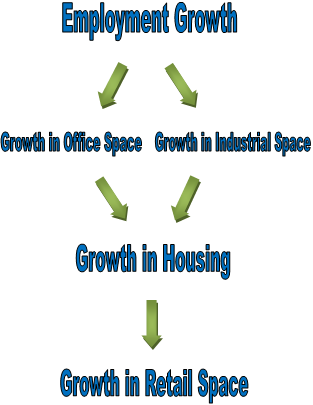 Employment Growth
Growth in Office Space
Growth in Industrial Space
Growth in Housing
Growth in Retail Space